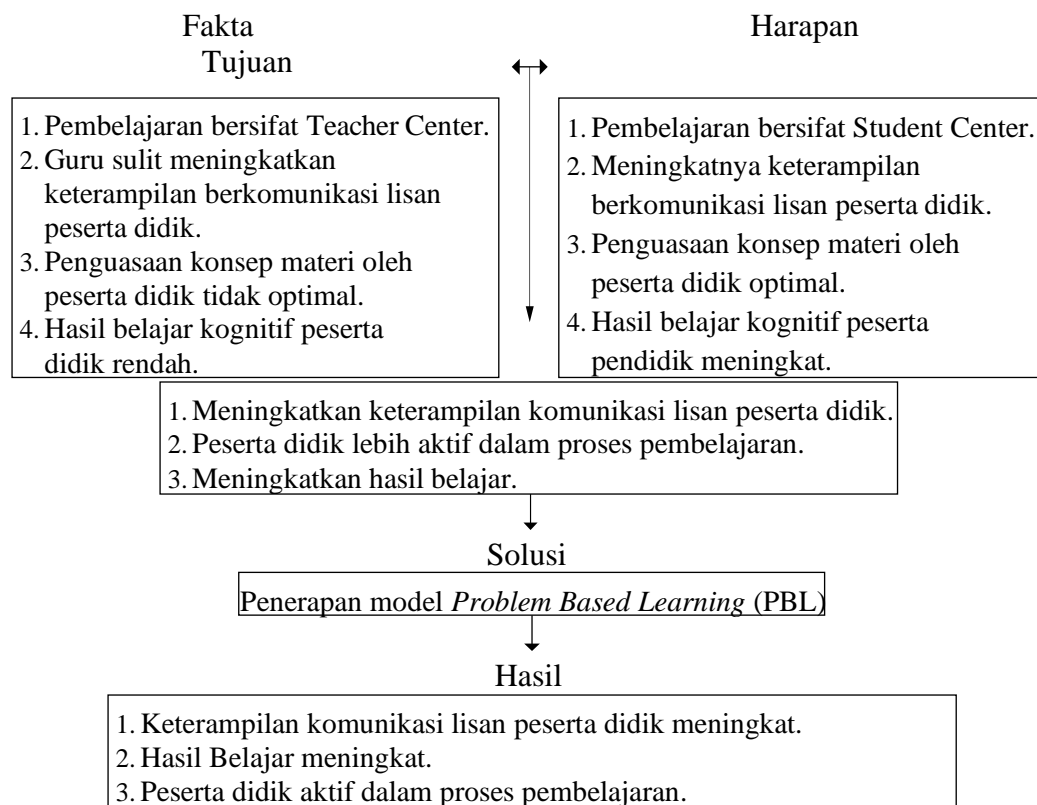 Fakta
Harapan
Tujuan
1. Pembelajaran bersifat Teacher Center.
2. Guru sulit meningkatkan
keterampilan berkomunikasi lisan
peserta didik.
3. Penguasaan konsep materi oleh
peserta didik tidak optimal.
4. Hasil belajar kognitif peserta
didik rendah.
1. Pembelajaran bersifat Student Center.
2. Meningkatnya keterampilan
berkomunikasi lisan peserta didik.
3. Penguasaan konsep materi oleh
peserta didik optimal.
4. Hasil belajar kognitif peserta
pendidik meningkat.
1. Meningkatkan keterampilan komunikasi lisan peserta didik.
2. Peserta didik lebih aktif dalam proses pembelajaran.
3. Meningkatkan hasil belajar.
Solusi
Penerapan model Problem Based Learning (PBL)
Hasil
1. Keterampilan komunikasi lisan peserta didik meningkat.
2. Hasil Belajar meningkat.
3. Peserta didik aktif dalam proses pembelajaran.